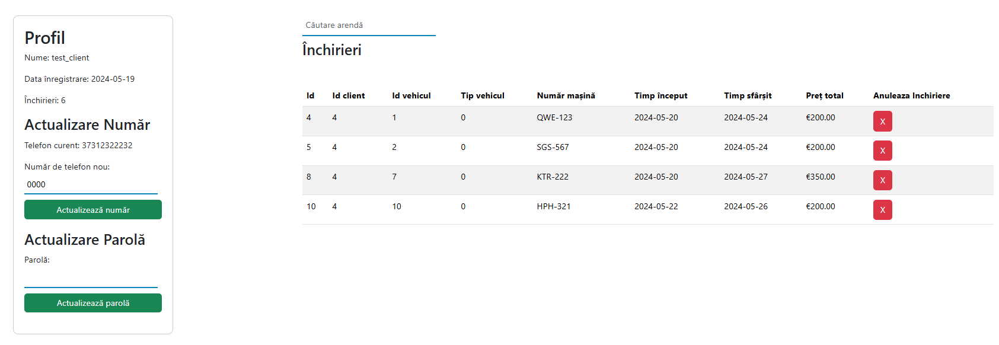 Profil
Nume: test_client
Data înregistrare: 2024-05-19
Închirieri: 6
Actualizare Număr
Telefon curent: 37312322232
Număr de telefon nou:
0000
Actualizează număr
Actualizare Parolă
Parolă:
Actualizează parolă
Căutare arendă
Închirieri
Id Id client Id vehicul Tip vehicul Număr mașină Timp început Timp sfârșit Preț total Anuleaza Inchiriere
4 4 1 0 QWE-123 2024-05-20 2024-05-24 €200.00 X
5 4 2 0 SGS-567 2024-05-20 2024-05-24 €200.00 X
8 4 7 0 KTR-222 2024-05-20 2024-05-27 €350.00 X
10 4 10 0 HPH-321 2024-05-22 2024-05-26 €200.00 X